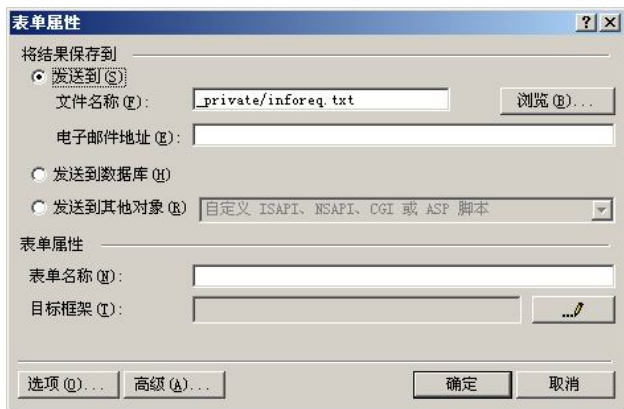 表单属性
将结果保存到
发送到(S)
文件名称(F): _private/inforeq.txt 浏览(B)...
电子邮件地址(E):
发送到数据库(H)
发送到其他对象(R) 自定义 ISAPI、NSAPI、CGI 或 ASP 脚本
表单属性
表单名称(N):
目标框架(T): ...
选项(O)... 高级(A)... 确定 取消